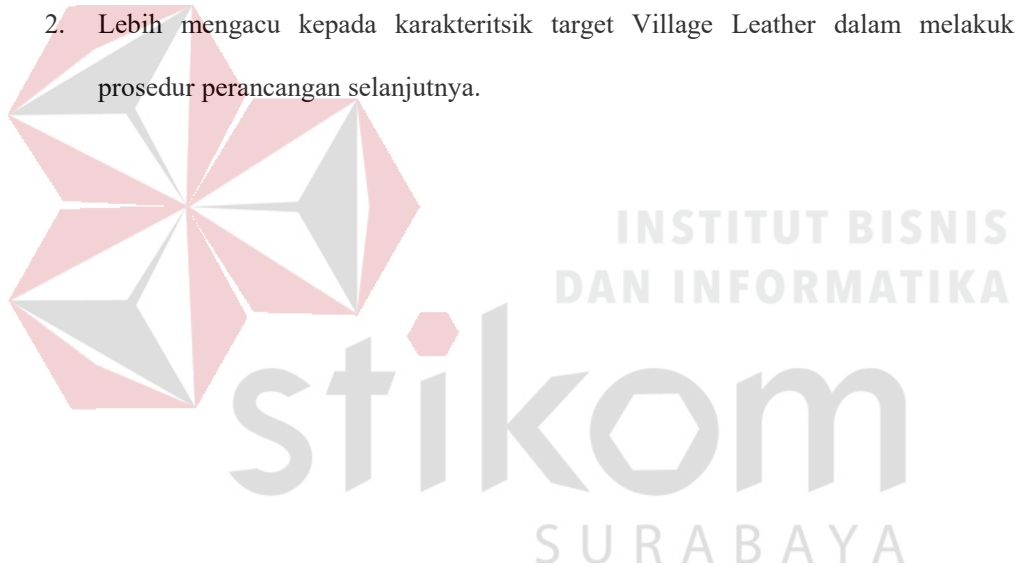 2. Lebih mengacu kepada karakteritsik target Village Leather dalam melakuk
prosedur perancangan selanjutnya.
INSTITUT BISNIS
DAN INFORMATIKA
stikom
SURABAYA